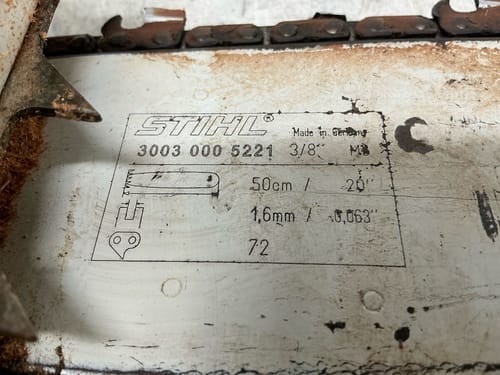 STIHL®
Made in Germany
3003 000 5221 3/8"
50cm / 20"
1,6mm / 0,063"
72